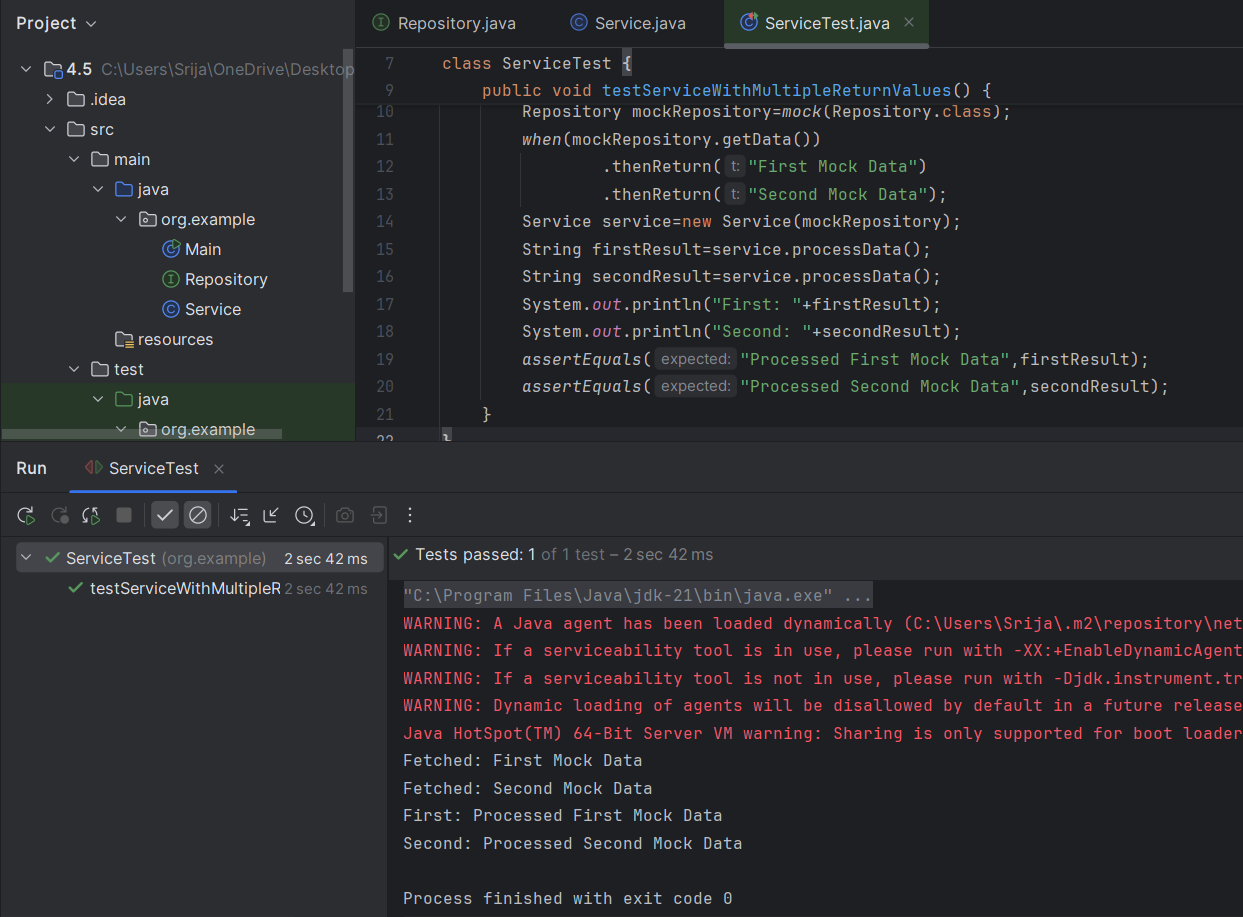 Project
Repository.java
Service.java
ServiceTest.java
4.5 C:\Users\Srija\OneDrive\Desktop
.idea
src
main
java
org.example
Main
Repository
Service
resources
test
java
org.example
7 class ServiceTest {
9 public void testServiceWithMultipleReturnValues() {
10 Repository mockRepository=mock(Repository.class);
11 when(mockRepository.getData())
12 .thenReturn( t: "First Mock Data")
13 .thenReturn( t: "Second Mock Data");
14 Service service=new Service(mockRepository);
15 String firstResult=service.processData();
16 String secondResult=service.processData();
17 System.out.println("First: "+firstResult);
18 System.out.println("Second: "+secondResult);
19 assertEquals( expected: "Processed First Mock Data",firstResult);
20 assertEquals( expected: "Processed Second Mock Data",secondResult);
21 }
22 }
Run
ServiceTest
ServiceTest (org.example) 2 sec 42 ms
testServiceWithMultipleR 2 sec 42 ms
Tests passed: 1 of 1 test – 2 sec 42 ms
"C:\Program Files\Java\jdk-21\bin\java.exe" ...
WARNING: A Java agent has been loaded dynamically (C:\Users\Srija\.m2\repository\net
WARNING: If a serviceability tool is in use, please run with -XX:+EnableDynamicAgent
WARNING: If a serviceability tool is not in use, please run with -Djdk.instrument.tr
WARNING: Dynamic loading of agents will be disallowed by default in a future release
Java HotSpot(TM) 64-Bit Server VM warning: Sharing is only supported for boot loader
Fetched: First Mock Data
Fetched: Second Mock Data
First: Processed First Mock Data
Second: Processed Second Mock Data
Process finished with exit code 0